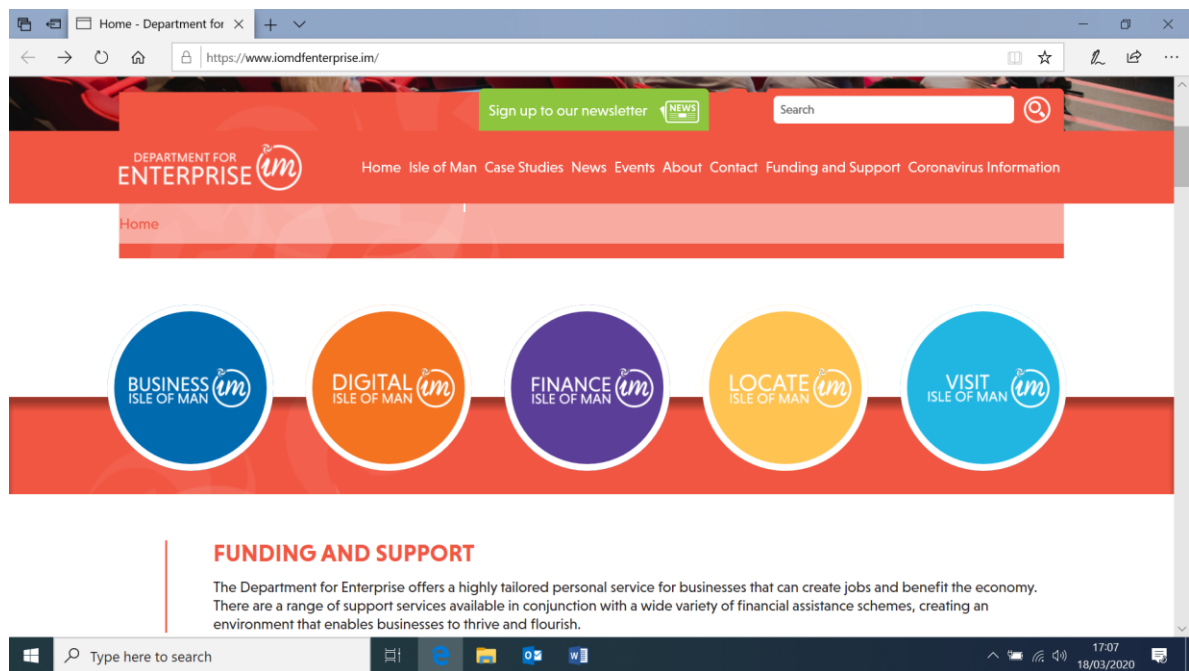 Home - Department for
https://www.iomdfenterprise.im/
Sign up to our newsletter NEWS
Search
DEPARTMENT FOR
ENTERPRISE im
Home Isle of Man Case Studies News Events About Contact Funding and Support Coronavirus Information
Home
BUSINESS im
ISLE OF MAN
DIGITAL im
ISLE OF MAN
FINANCE im
ISLE OF MAN
LOCATE im
ISLE OF MAN
VISIT im
ISLE OF MAN
FUNDING AND SUPPORT
The Department for Enterprise offers a highly tailored personal service for businesses that can create jobs and benefit the economy.
There are a range of support services available in conjunction with a wide variety of financial assistance schemes, creating an
environment that enables businesses to thrive and flourish.
Type here to search
17:07
18/03/2020